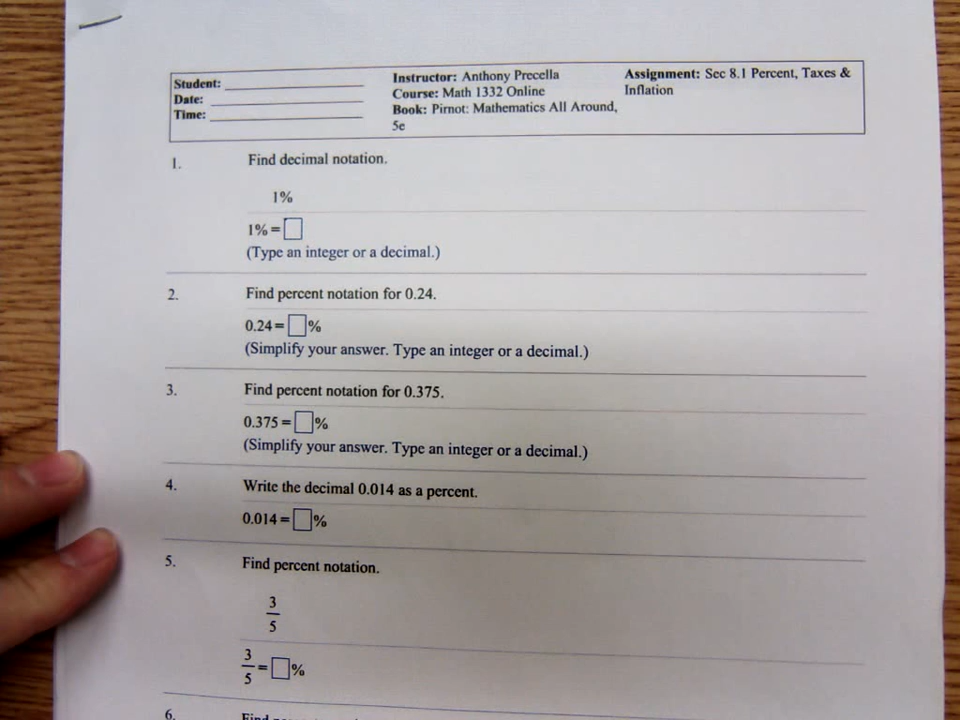 Student:
Date:
Time:
Instructor: Anthony Precella
Course: Math 1332 Online
Book: Pirnot: Mathematics All Around,
5e
Assignment: Sec 8.1 Percent, Taxes &
Inflation
1. Find decimal notation.
1%
1% =
(Type an integer or a decimal.)
2. Find percent notation for 0.24.
0.24 = %
(Simplify your answer. Type an integer or a decimal.)
3. Find percent notation for 0.375.
0.375 = %
(Simplify your answer. Type an integer or a decimal.)
4. Write the decimal 0.014 as a percent.
0.014 = %
5. Find percent notation.
3
5
3
5 = %
6. Find